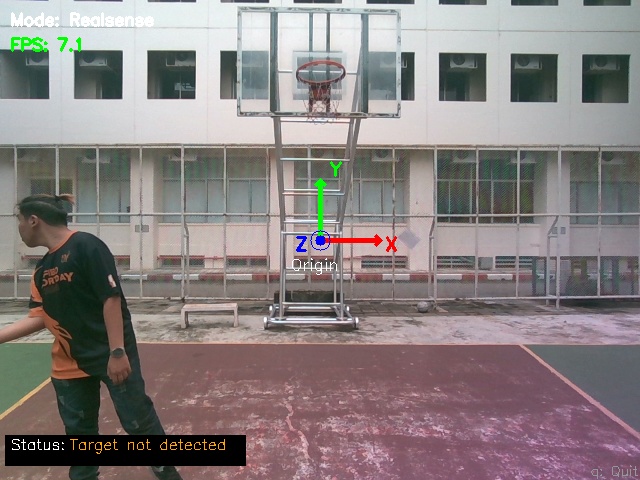 Mode: Realsense
FPS: 7.1
Y
Z
X
Origin
Status: Target not detected
q: Quit